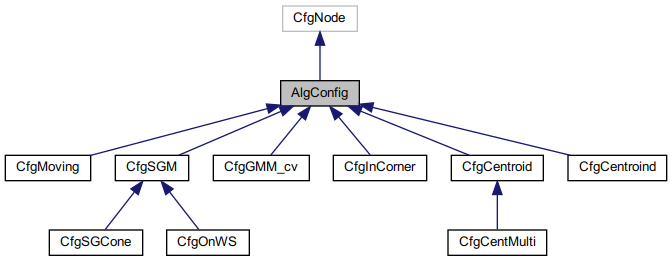 CfgNode
AlgConfig
CfgMoving
CfgSGM
CfgGMM_cv
CfgInCorner
CfgCentroid
CfgCentroind
CfgSGCone
CfgOnWS
CfgCentMulti